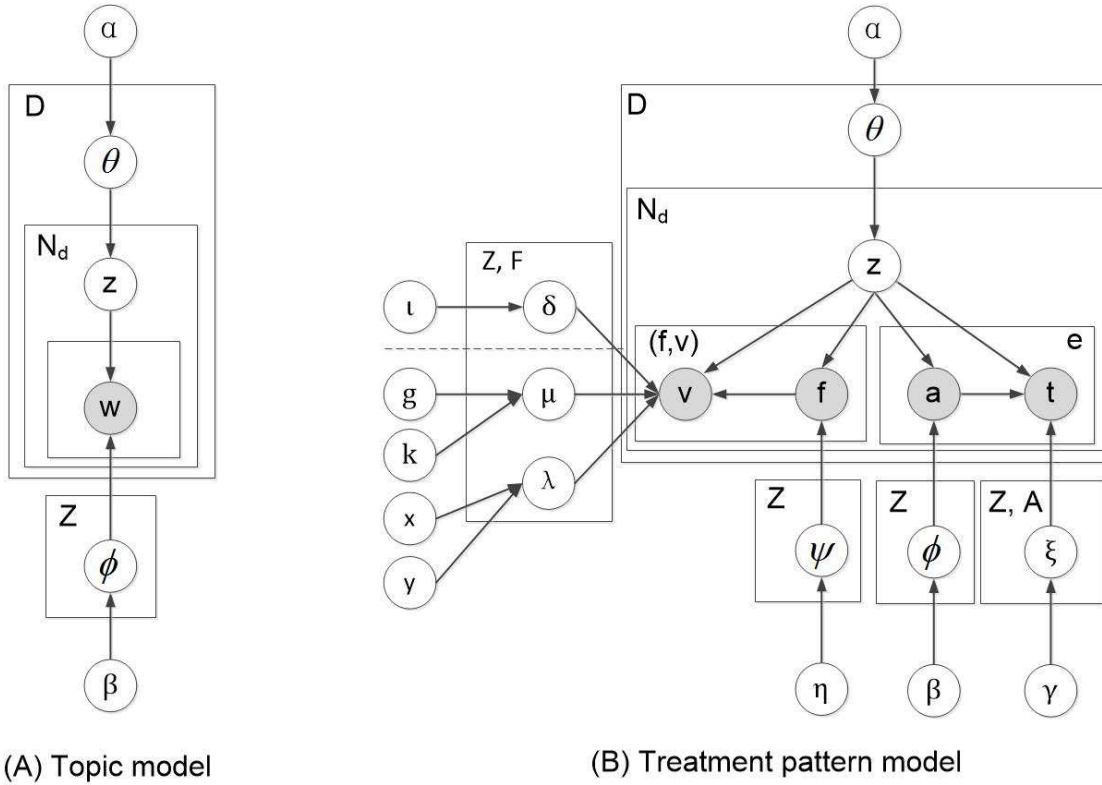 α
D
θ
N_d
z
w
Z
ϕ
β
(A) Topic model
α
D
θ
N_d
z
Z, F
ι
δ
(f,v)
e
g
μ
v
f
a
t
k
λ
x
y
Z
Z
Z, A
ψ
ϕ
ξ
η
β
γ
(B) Treatment pattern model